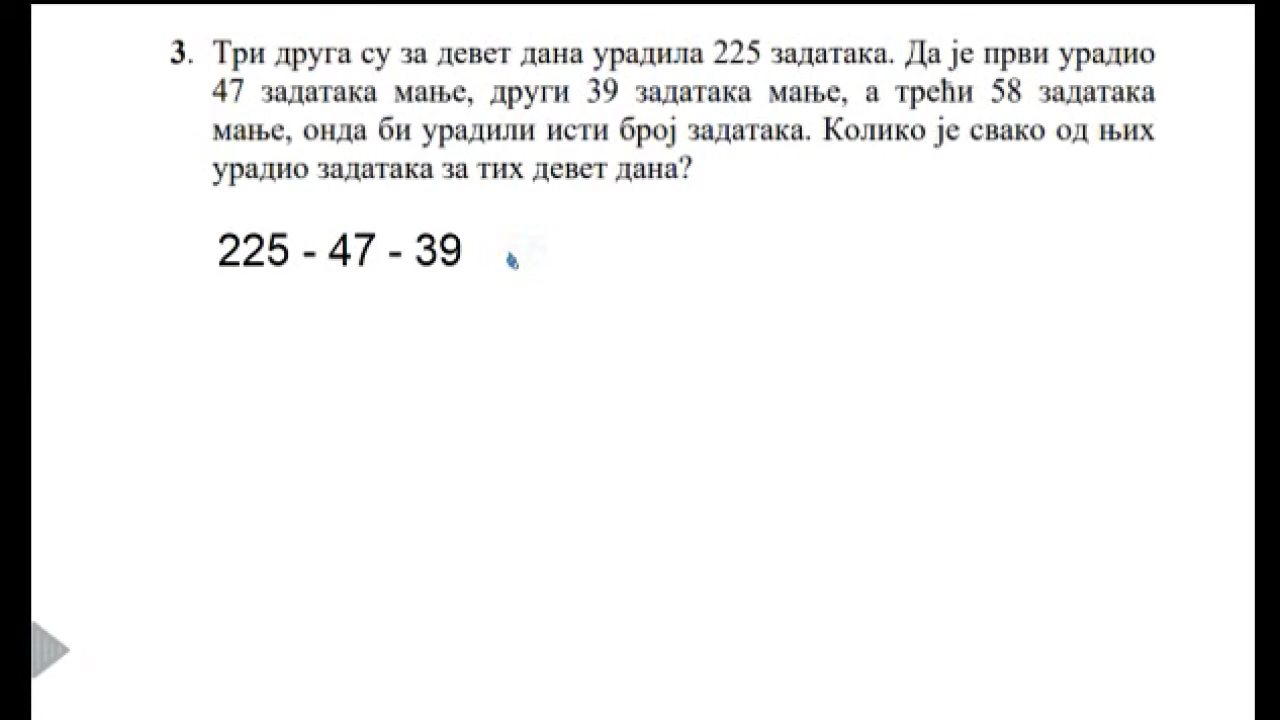 3. Три друга су за девет дана урадила 225 задатака. Да је први урадио
47 задатака мање, други 39 задатака мање, а трећи 58 задатака
мање, онда би урадили исти број задатака. Колико је свако од њих
урадио задатака за тих девет дана?
225 - 47 - 39